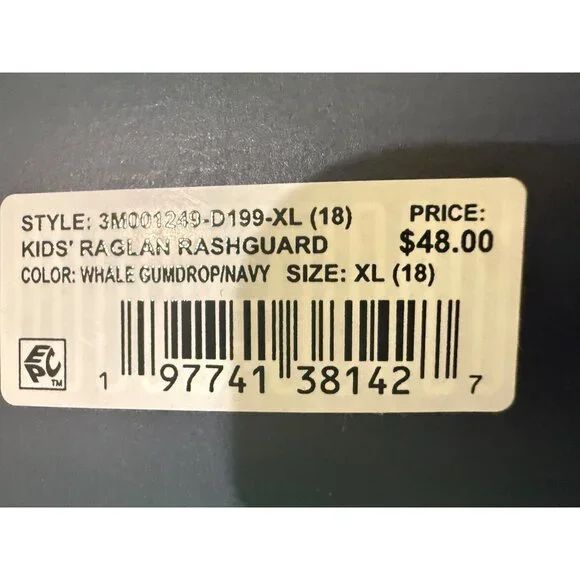 STYLE: 3M001249-D199-XL (18)
PRICE:
KIDS' RAGLAN RASHGUARD
$48.00
COLOR: WHALE GUMDROP/NAVY SIZE: XL (18)
EPC™
1 97741 38142 7